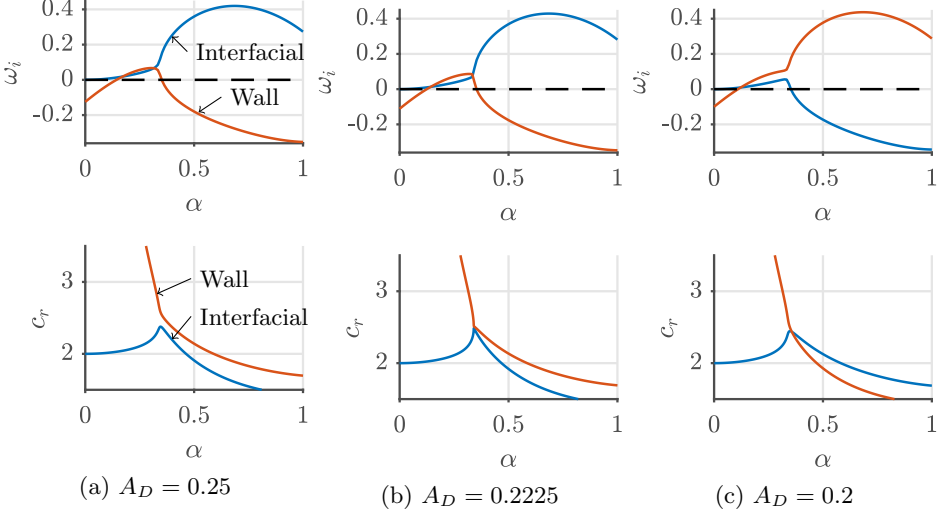 0.4
0.2
0
-0.2
ω_i
Interfacial
Wall
0
0.5
1
α
0.4
0.2
0
-0.2
ω_i
0
0.5
1
α
0.4
0.2
0
-0.2
ω_i
0
0.5
1
α
3
2
c_r
Wall
Interfacial
0
0.5
1
α
3
2
c_r
0
0.5
1
α
3
2
c_r
0
0.5
1
α
(a) A_D = 0.25
(b) A_D = 0.2225
(c) A_D = 0.2